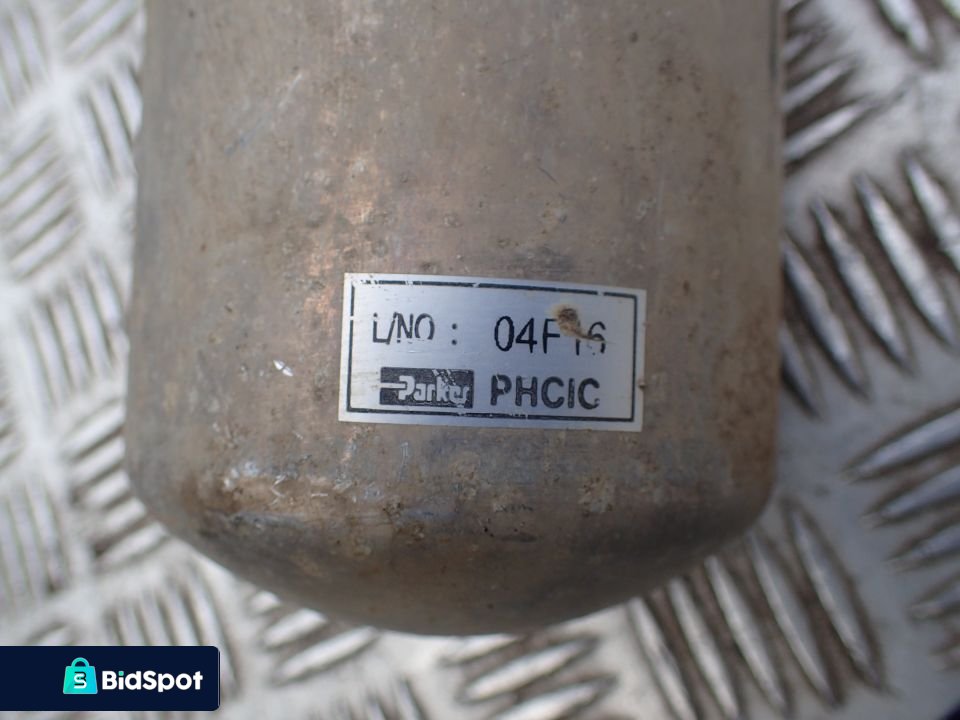 L/NO : 04F16
Parker PHCIC
BidSpot